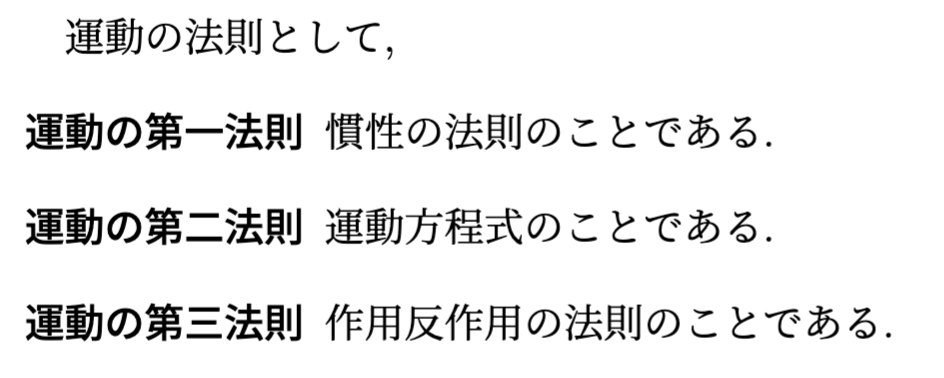 運動の法則として,
運動の第一法則 慣性の法則のことである.
運動の第二法則 運動方程式のことである.
運動の第三法則 作用反作用の法則のことである.